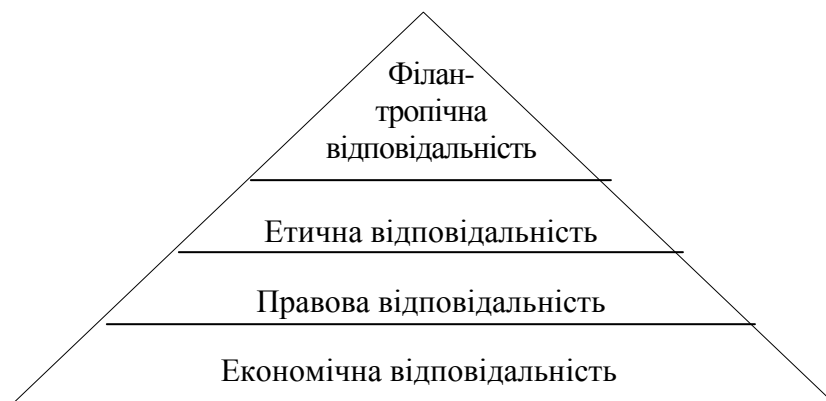 Філан-
тропічна
відповідальність
Етична відповідальність
Правова відповідальність
Економічна відповідальність